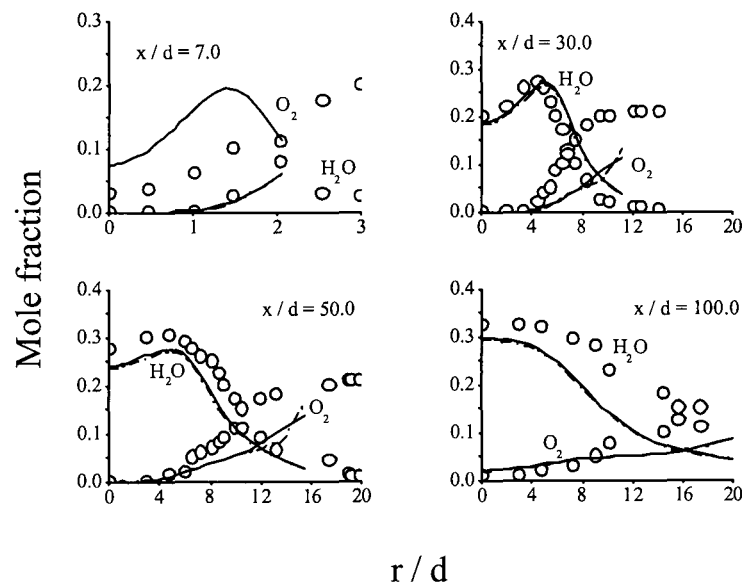 Mole fraction
x / d = 7.0
0.3
0.2
0.1
0.0
O₂
H₂O
0 1 2 3
x / d = 30.0
0.4
0.3
0.2
0.1
0.0
H₂O
O₂
0 4 8 12 16 20
x / d = 50.0
0.4
0.3
0.2
0.1
0.0
H₂O
O₂
0 4 8 12 16 20
x / d = 100.0
0.4
0.3
0.2
0.1
0.0
H₂O
O₂
0 4 8 12 16 20
r / d